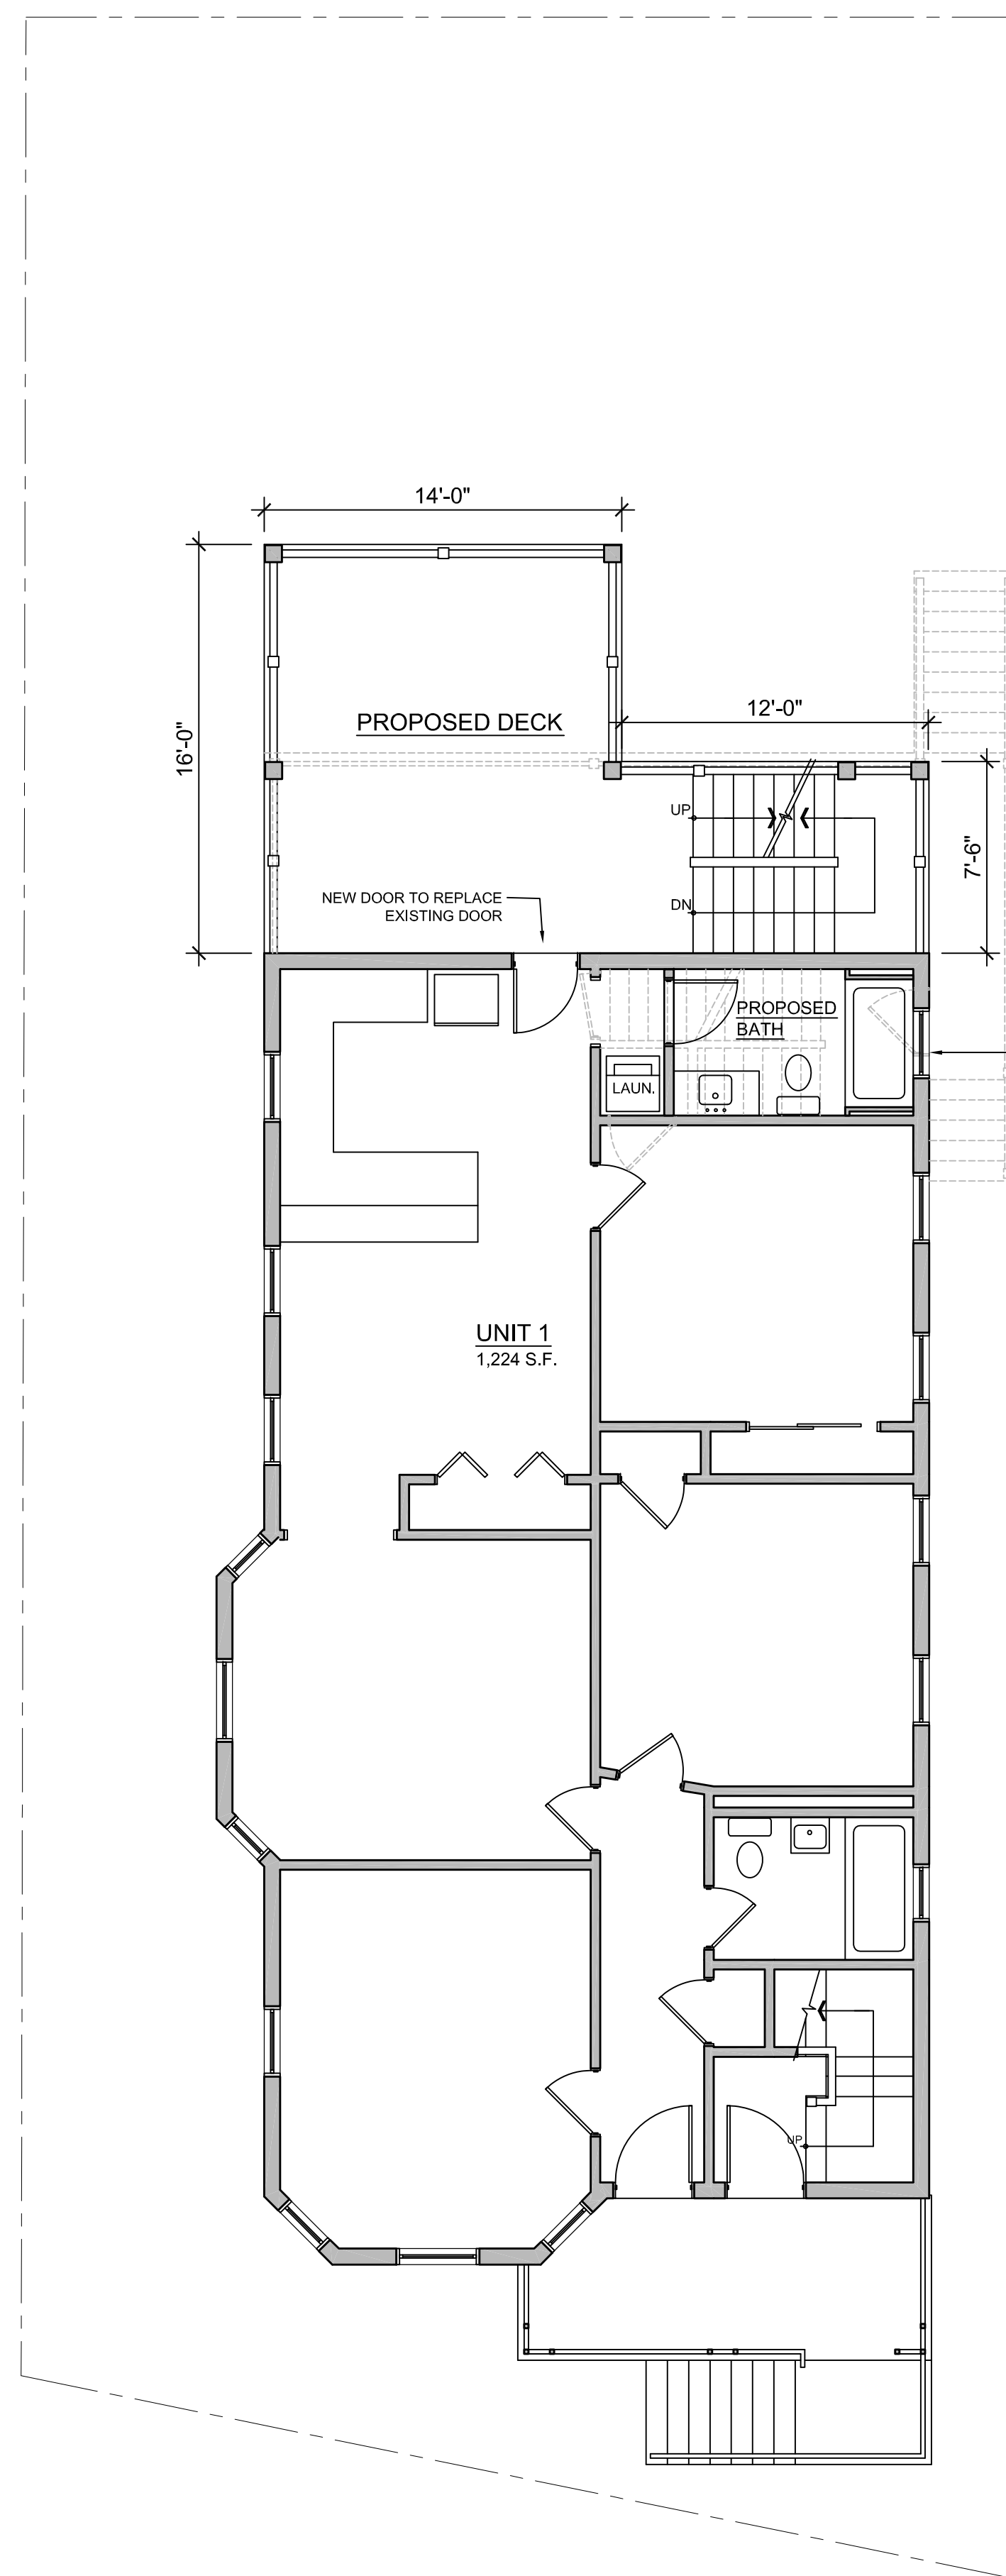 14'-0"
PROPOSED DECK
12'-0"
16'-0"
UP
7'-6"
NEW DOOR TO REPLACE
EXISTING DOOR
DN
PROPOSED
BATH
LAUN.
UNIT 1
1,224 S.F.
UP